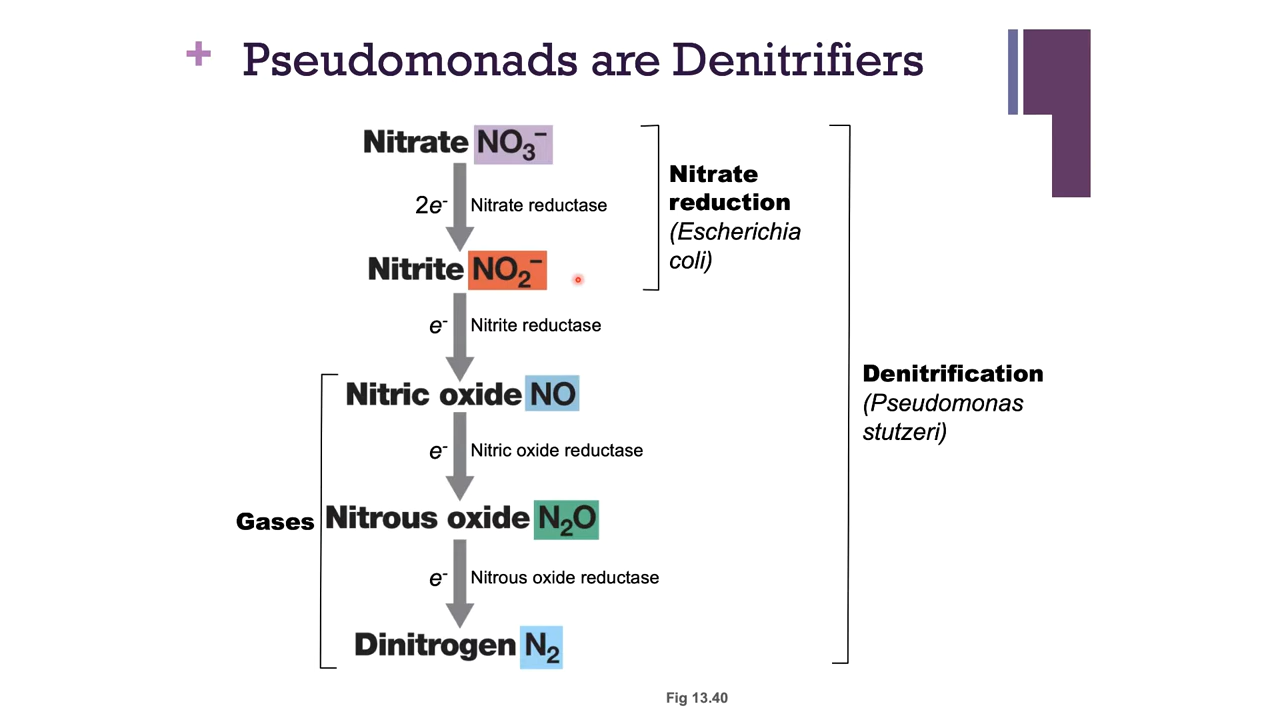 + Pseudomonads are Denitrifiers
Nitrate NO₃⁻
2e⁻ Nitrate reductase
Nitrite NO₂⁻
e⁻ Nitrite reductase
Nitric oxide NO
e⁻ Nitric oxide reductase
Gases
Nitrous oxide N₂O
e⁻ Nitrous oxide reductase
Dinitrogen N₂
Nitrate
reduction
(Escherichia
coli)
Denitrification
(Pseudomonas
stutzeri)
Fig 13.40